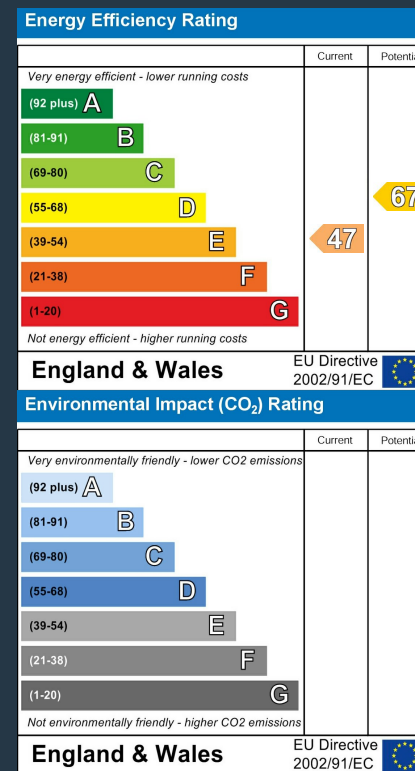 Energy Efficiency Rating
Current
Very energy efficient - lower running costs
(92 plus) A
(81-91) B
(69-80) C
(55-68) D
67
(39-54) E
47
(21-38) F
(1-20) G
Not energy efficient - higher running costs
England & Wales
EU Directive
2002/91/EC
Environmental Impact (CO₂) Rating
Current
Very environmentally friendly - lower CO2 emissions
(92 plus) A
(81-91) B
(69-80) C
(55-68) D
(39-54) E
(21-38) F
(1-20) G
Not environmentally friendly - higher CO2 emissions
England & Wales
EU Directive
2002/91/EC